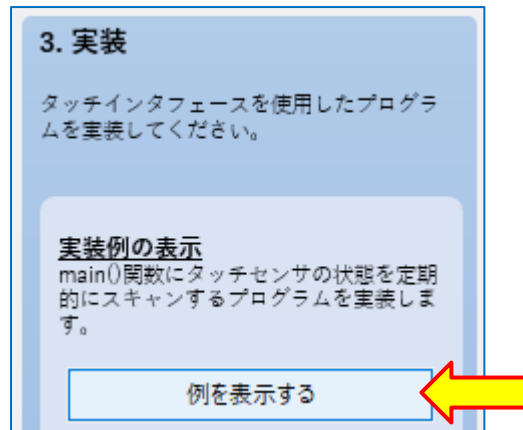 3. 実装
タッチインタフェースを使用したプログラ
ムを実装してください。
実装例の表示
main()関数にタッチセンサの状態を定期
的にスキャンするプログラムを実装しま
す。
例を表示する